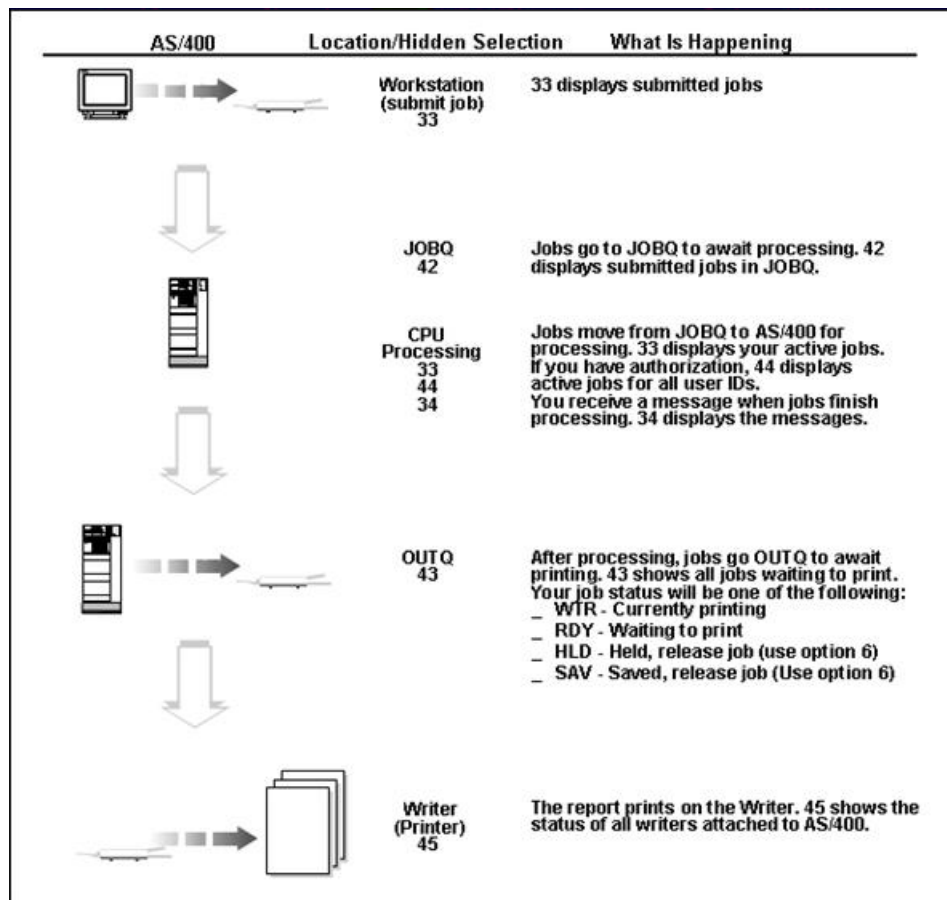 AS/400 Location/Hidden Selection What Is Happening
Workstation 33 displays submitted jobs
(submit job)
33
JOBQ Jobs go to JOBQ to await processing. 42
42 displays submitted jobs in JOBQ.
CPU Jobs move from JOBQ to AS/400 for
Processing processing. 33 displays your active jobs.
33 If you have authorization, 44 displays
44 active jobs for all user IDs.
34 You receive a message when jobs finish
processing. 34 displays the messages.
OUTQ After processing, jobs go OUTQ to await
43 printing. 43 shows all jobs waiting to print.
Your job status will be one of the following:
_ WTR - Currently printing
_ RDY - Waiting to print
_ HLD - Held, release job (use option 6)
_ SAV - Saved, release job (Use option 6)
Writer The report prints on the Writer. 45 shows the
(Printer) status of all writers attached to AS/400.
45